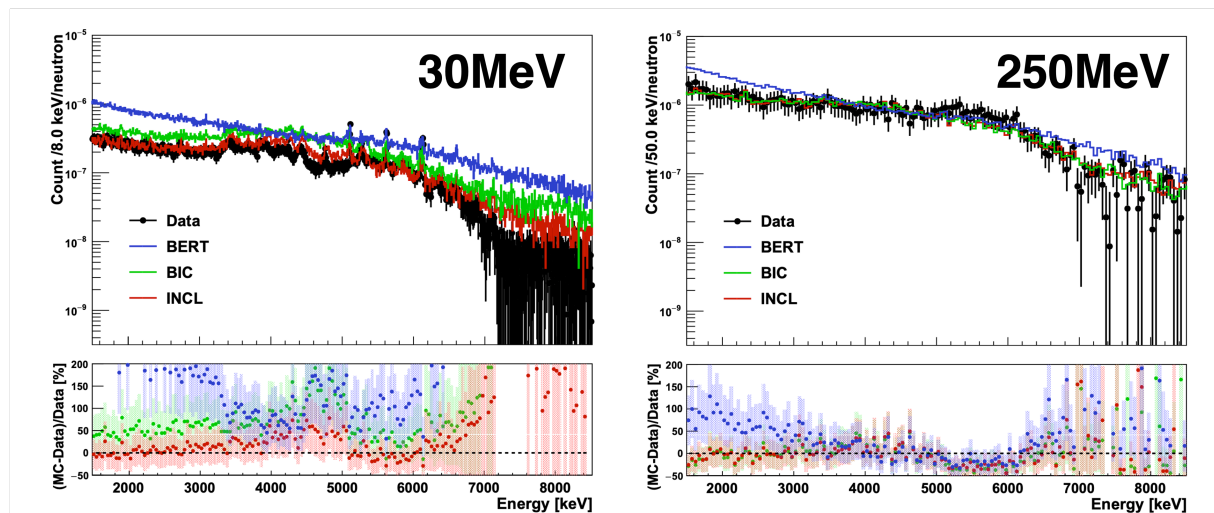 30MeV
Count /8.0 keV/neutron
10⁻⁵
10⁻⁶
10⁻⁷
10⁻⁸
10⁻⁹
Data
BERT
BIC
INCL
(MC-Data)/Data [%]
200
150
100
50
0
−50
2000 3000 4000 5000 6000 7000 8000
Energy [keV]
250MeV
Count /50.0 keV/neutron
10⁻⁵
10⁻⁶
10⁻⁷
10⁻⁸
10⁻⁹
Data
BERT
BIC
INCL
(MC-Data)/Data [%]
200
150
100
50
0
−50
2000 3000 4000 5000 6000 7000 8000
Energy [keV]